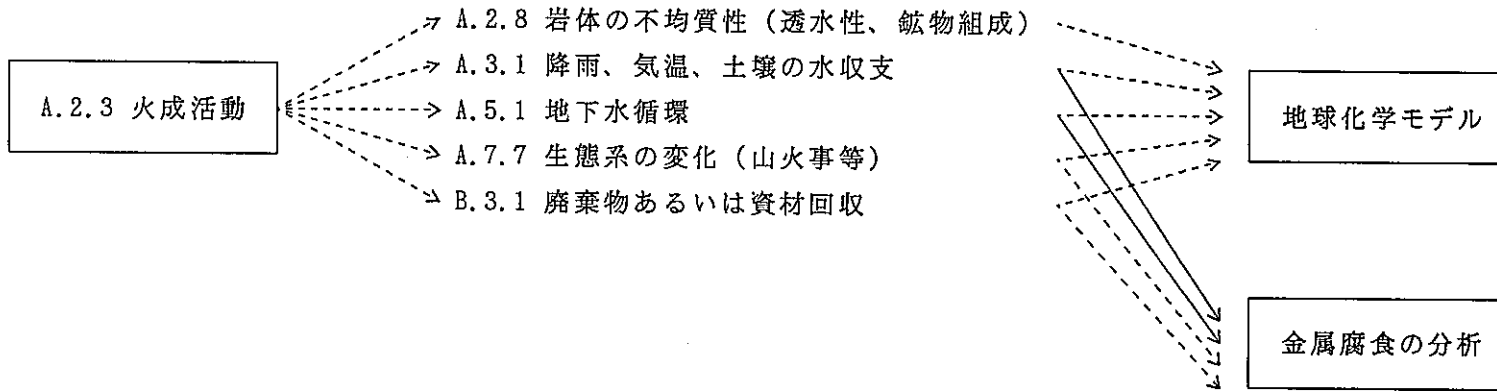 A.2.8 岩体の不均質性（透水性、鉱物組成）
A.3.1 降雨、気温、土壌の水収支
A.2.3 火成活動
A.5.1 地下水循環
地球化学モデル
A.7.7 生態系の変化（山火事等）
B.3.1 廃棄物あるいは資材回収
金属腐食の分析